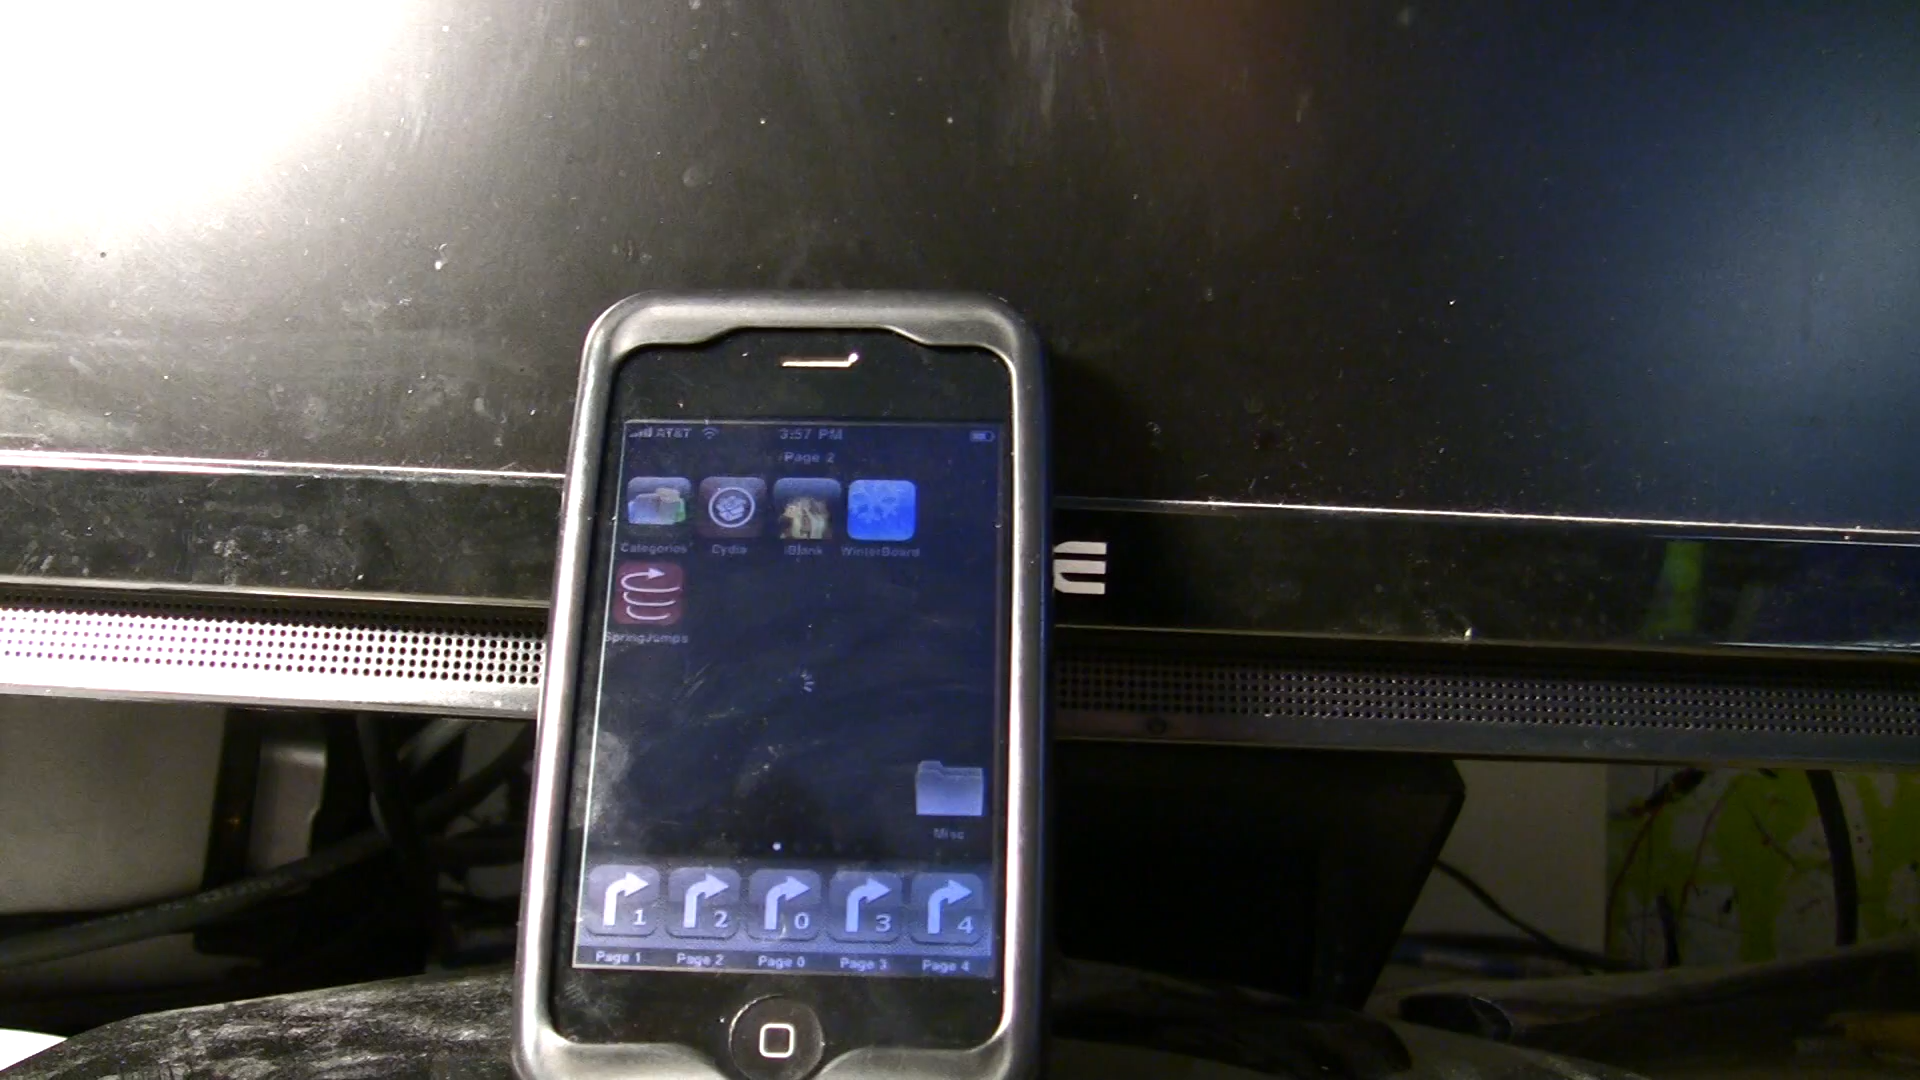 AT&T 3:57 PM
Page 2
Categories Cydia iBlank WinterBoard
SpringJumps
Misc
1 2 0 3 4
Page 1 Page 2 Page 0 Page 3 Page 4
E